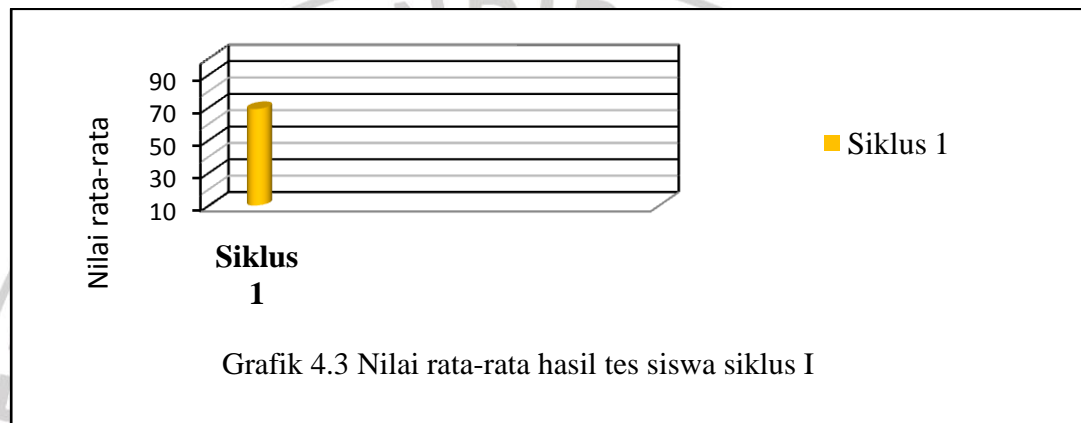 90
70
50
30
10
Nilai rata-rata
Siklus
1
Siklus 1
Grafik 4.3 Nilai rata-rata hasil tes siswa siklus I